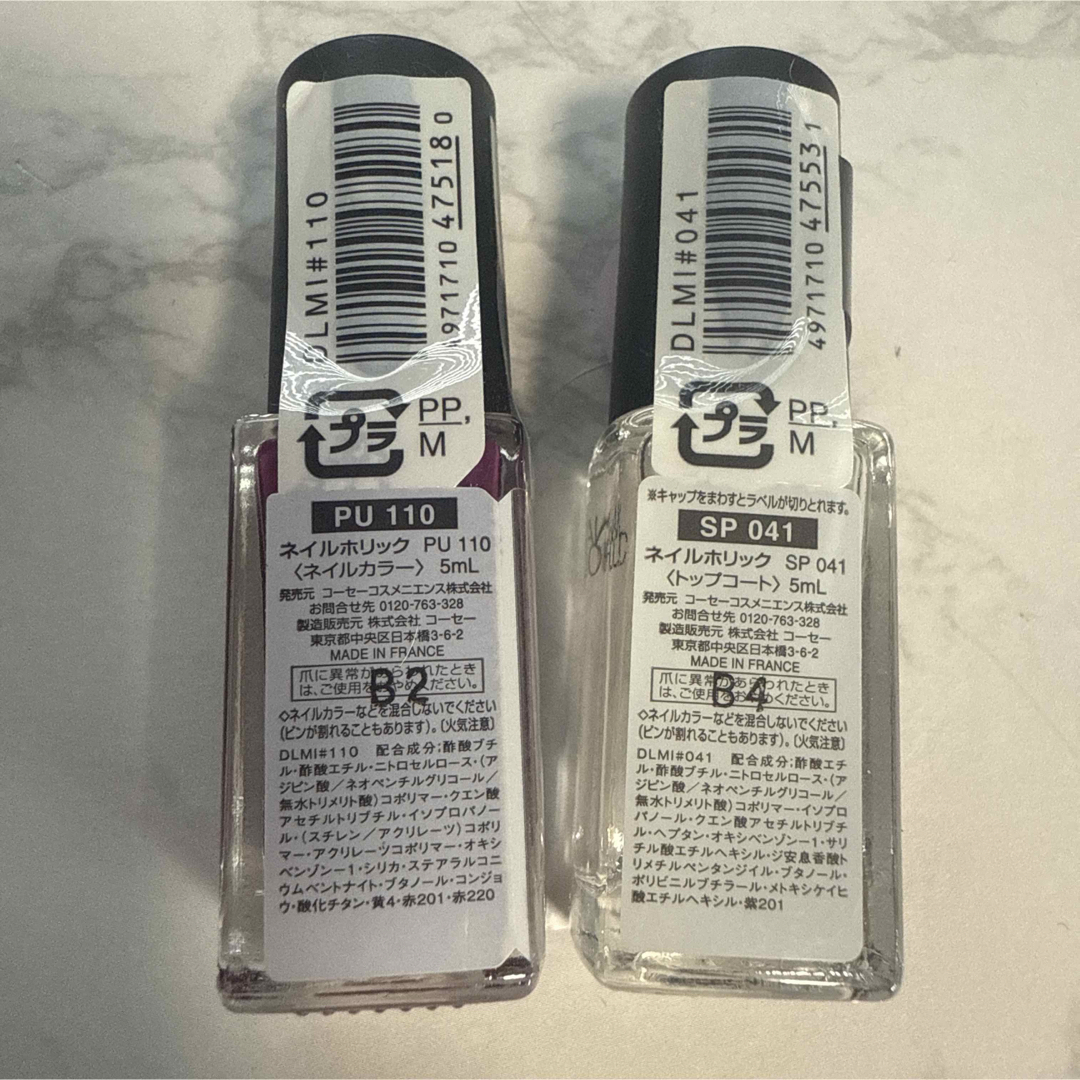 DLMI#110
4971710 475180
プラ
PP,
M
PU 110
ネイルホリック PU 110
〈ネイルカラー〉 5mL
発売元 コーセーコスメニエンス株式会社
お問合せ先 0120-763-328
製造販売元 株式会社 コーセー
東京都中央区日本橋3-6-2
MADE IN FRANCE
爪に異常があらわれたとき
は、ご使用をおやめください。
B2
◇ネイルカラーなどを混合しないでください
(ビンが割れることもあります)。〔火気注意〕
DLMI#110 配合成分;酢酸ブチ
ル・酢酸エチル・ニトロセルロース・(ア
ジピン酸/ネオペンチルグリコール/
無水トリメリト酸)コポリマー・クエン酸
アセチルトリブチル・イソプロパノー
ル・(スチレン/アクリレーツ)コポリ
マー・アクリレーツコポリマー・オキシ
ベンゾン-1・シリカ・ステアラルコニ
ウムベントナイト・ブタノール・コンジョ
ウ・酸化チタン・黄4・赤201・赤220
DLMI#041
4971710 475531
プラ
PP,
M
※キャップをまわすとラベルが切りとれます。
SP 041
ネイルホリック SP 041
〈トップコート〉 5mL
発売元 コーセーコスメニエンス株式会社
お問合せ先 0120-763-328
製造販売元 株式会社 コーセー
東京都中央区日本橋3-6-2
MADE IN FRANCE
爪に異常があらわれたとき
は、ご使用をおやめください。
B4
◇ネイルカラーなどを混合しないでください
(ビンが割れることもあります)。〔火気注意〕
DLMI#041 配合成分;酢酸エチ
ル・酢酸ブチル・ニトロセルロース・(ア
ジピン酸/ネオペンチルグリコール/
無水トリメリト酸)コポリマー・イソプロ
パノール・クエン酸アセチルトリブチ
ル・ヘプタン・オキシベンゾン-1・サリ
チル酸エチルヘキシル・ジ安息香酸ト
リメチルペンタンジイル・ブタノール・
ポリビニルブチラール・メトキシケイヒ
酸エチルヘキシル・紫201